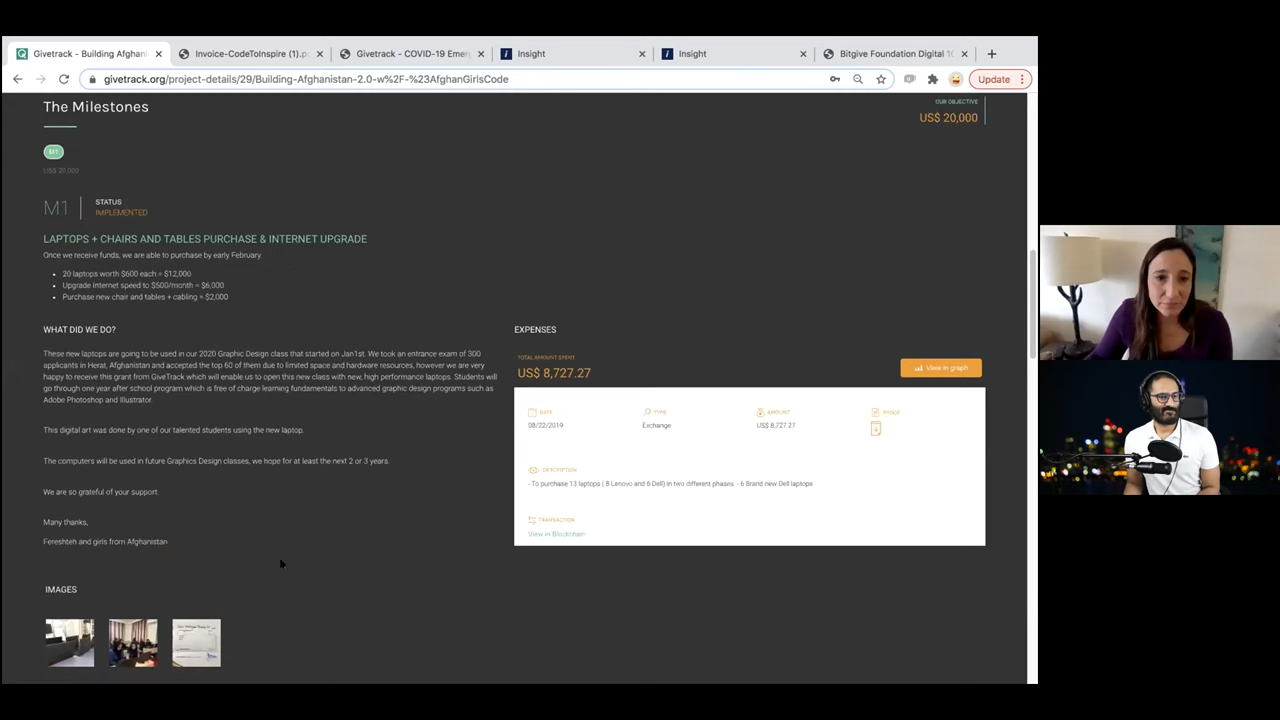 Givetrack - Building Afghani
Invoice-CodeToInspire (1).p
Givetrack - COVID-19 Emer
Insight
Insight
Bitgive Foundation Digital 10
givetrack.org/project-details/29/Building-Afghanistan-2.0-w%2F-%23AfghanGirlsCode
Update
The Milestones
OUR OBJECTIVE
US$ 20,000
M1
US$ 20,000
M1
STATUS
IMPLEMENTED
LAPTOPS + CHAIRS AND TABLES PURCHASE & INTERNET UPGRADE
Once we receive funds, we are able to purchase by early February.
20 laptops worth $600 each = $12,000
Upgrade Internet speed to $500/month = $6,000
Purchase new chair and tables + cabling = $2,000
WHAT DID WE DO?
These new laptops are going to be used in our 2020 Graphic Design class that started on Jan1st. We took an entrance exam of 300
applicants in Herat, Afghanistan and accepted the top 60 of them due to limited space and hardware resources, however we are very
happy to receive this grant from GiveTrack which will enable us to open this new class with new, high performance laptops. Students will
go through one year after school program which is free of charge learning fundamentals to advanced graphic design programs such as
Adobe Photoshop and Illustrator.
This digital art was done by one of our talented students using the new laptop.
The computers will be used in future Graphics Design classes, we hope for at least the next 2 or 3 years.
We are so grateful of your support.
Many thanks,
Fereshteh and girls from Afghanistan
IMAGES
EXPENSES
TOTAL AMOUNT SPENT
US$ 8,727.27
View in graph
DATE
08/22/2019
TYPE
Exchange
AMOUNT
US$ 8,727.27
PROOF
DESCRIPTION
- To purchase 13 laptops ( 8 Lenovo and 6 Dell) in two different phases. - 6 Brand new Dell laptops
TRANSACTION
View in Blockchain